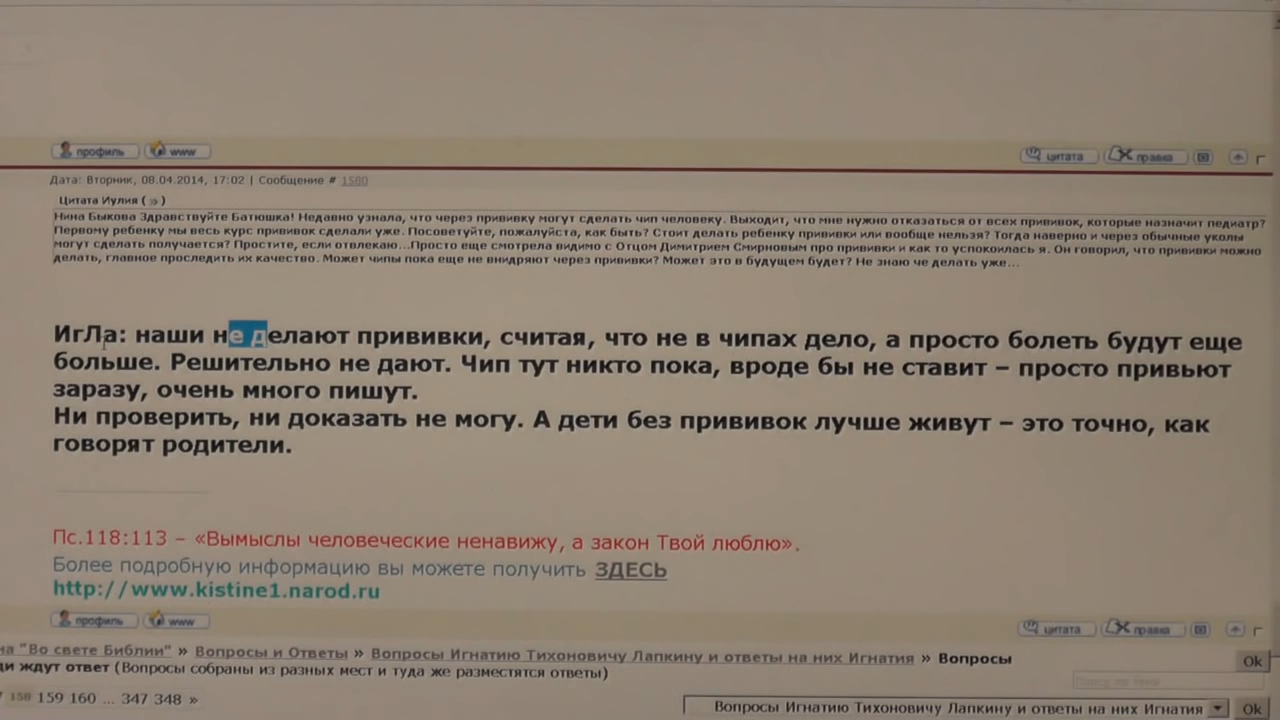 профиль www цитата правка
Дата: Вторник, 08.04.2014, 17:02 | Сообщение # 1580
Цитата Иулия ( » )
Нина Быкова Здравствуйте Батюшка! Недавно узнала, что через прививку могут сделать чип человеку. Выходит, что мне нужно отказаться от всех прививок, которые назначит педиатр?
Первому ребенку мы весь курс прививок сделали уже. Посоветуйте, пожалуйста, как быть? Стоит делать ребенку прививки или вообще нельзя? Тогда наверно и через обычные уколы
могут сделать получается? Простите, если отвлекаю...Просто еще смотрела видимо с Отцом Димитрием Смирновым про прививки и как то успокоилась я. Он говорил, что прививки можно
делать, главное проследить их качество. Может чипы пока еще не внидряют через прививки? Может это в будущем будет? Не знаю че делать уже...
ИгЛа: наши не делают прививки, считая, что не в чипах дело, а просто болеть будут еще
больше. Решительно не дают. Чип тут никто пока, вроде бы не ставит – просто привьют
заразу, очень много пишут.
Ни проверить, ни доказать не могу. А дети без прививок лучше живут – это точно, как
говорят родители.
Пс.118:113 – «Вымыслы человеческие ненавижу, а закон Твой люблю».
Более подробную информацию вы можете получить ЗДЕСЬ
http://www.kistine1.narod.ru
профиль www цитата правка
на "Во свете Библии" » Вопросы и Ответы » Вопросы Игнатию Тихоновичу Лапкину и ответы на них Игнатия » Вопросы
ди ждут ответ (Вопросы собраны из разных мест и туда же разместятся ответы)
Ok
158 159 160 ... 347 348 »
Вопросы Игнатию Тихоновичу Лапкину и ответы на них Игнатия Ok